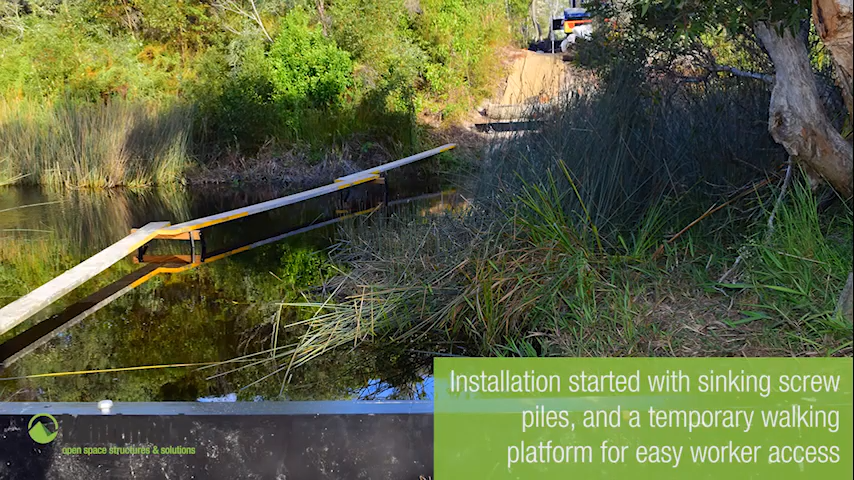 Installation started with sinking screw
piles, and a temporary walking
platform for easy worker access
open space structures & solutions